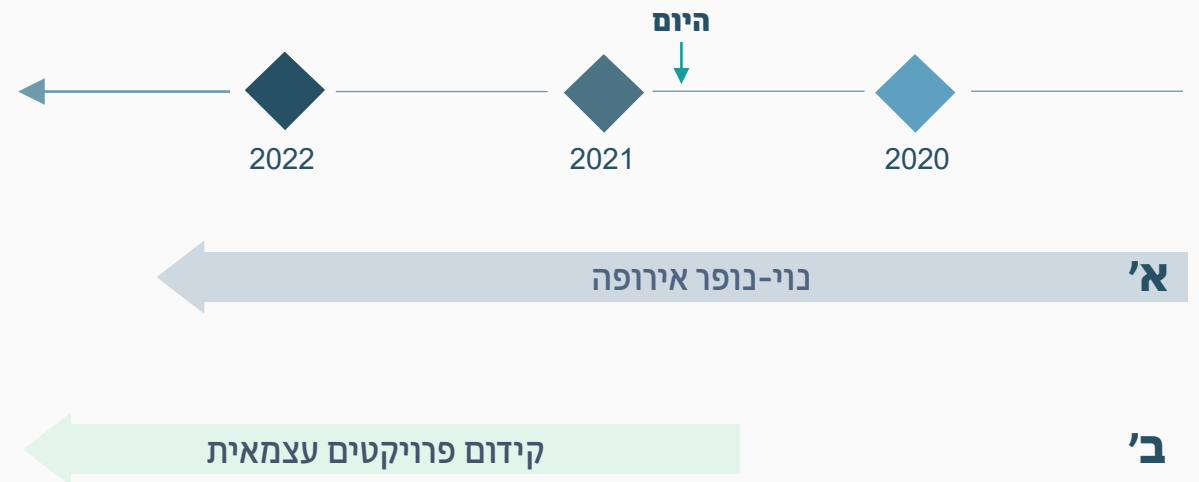 היום
2020
2021
2022
א'
נוי-נופר אירופה
ב'
קידום פרויקטים עצמאית